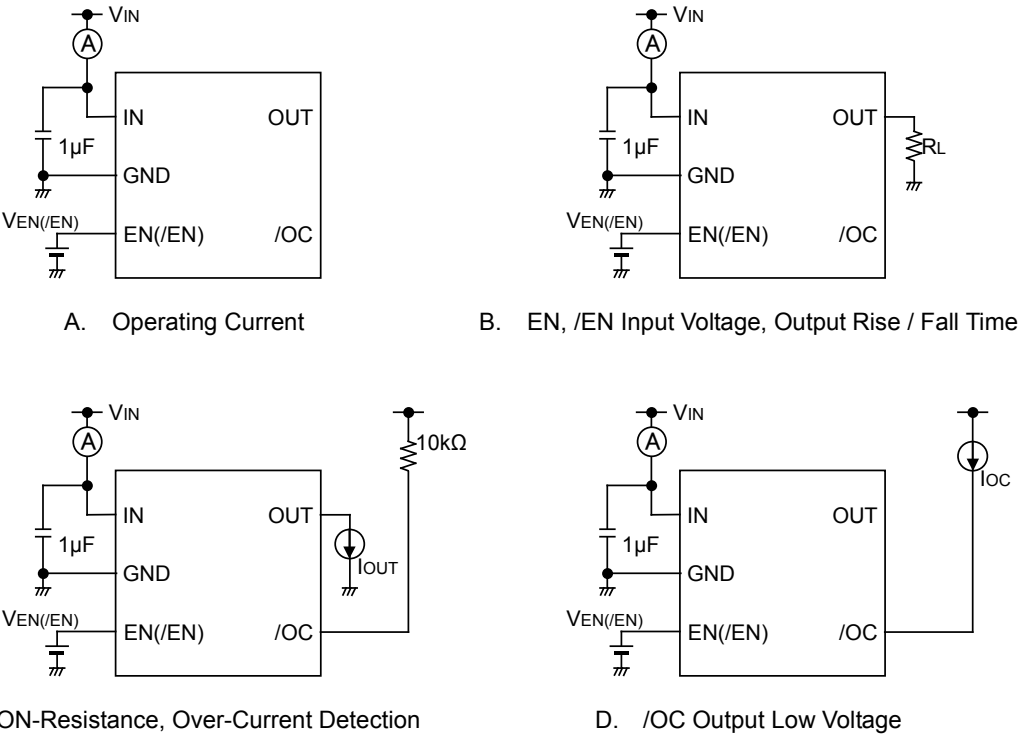 VIN
A
IN OUT
1µF
GND
VEN(/EN)
EN(/EN) /OC
A. Operating Current
VIN
A
IN OUT
1µF RL
GND
VEN(/EN)
EN(/EN) /OC
B. EN, /EN Input Voltage, Output Rise / Fall Time
VIN
A 10kΩ
IN OUT
1µF
IOUT
GND
VEN(/EN)
EN(/EN) /OC
ON-Resistance, Over-Current Detection
VIN
A
IOC
IN OUT
1µF
GND
VEN(/EN)
EN(/EN) /OC
D. /OC Output Low Voltage